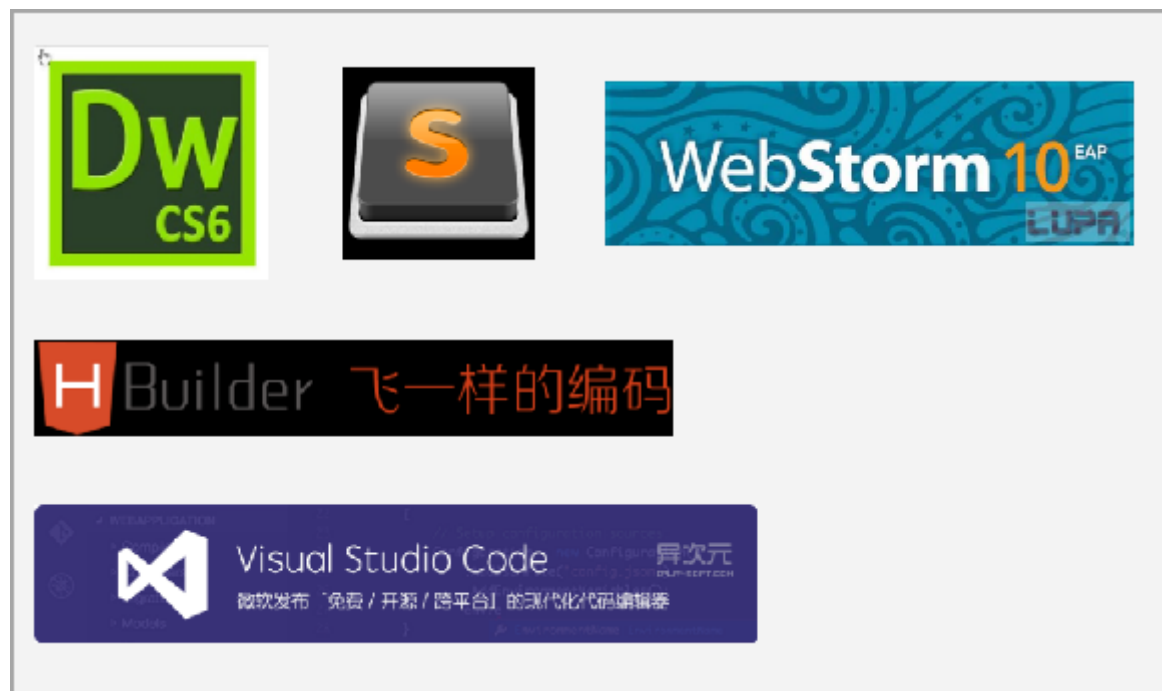 Dw
CS6
S
WebStorm 10 EAP
LUPA
H Builder 飞一样的编码
WEBAPPLICATION
Visual Studio Code
异次元
微软发布「免费 / 开源 / 跨平台」的现代化代码编辑器
Models